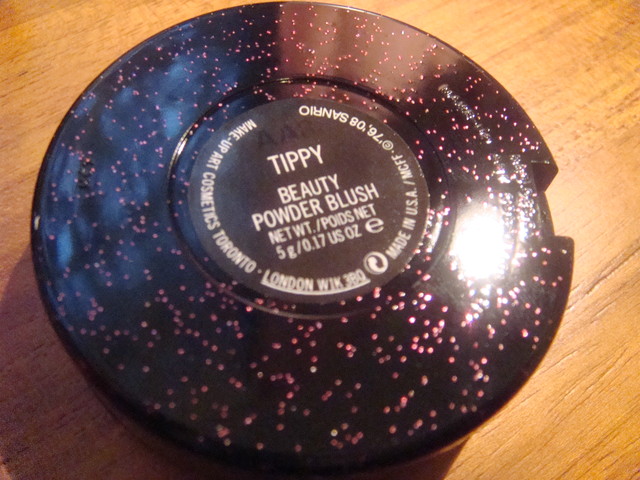 TIPPY
BEAUTY
POWDER BLUSH
NET WT./POIDS NET
5 g/0.17 US OZ e
MAKE-UP ART COSMETICS TORONTO · LONDON W1K 3BQ
MADE IN U.S.A./MCFF ©'76,'08 SANRIO